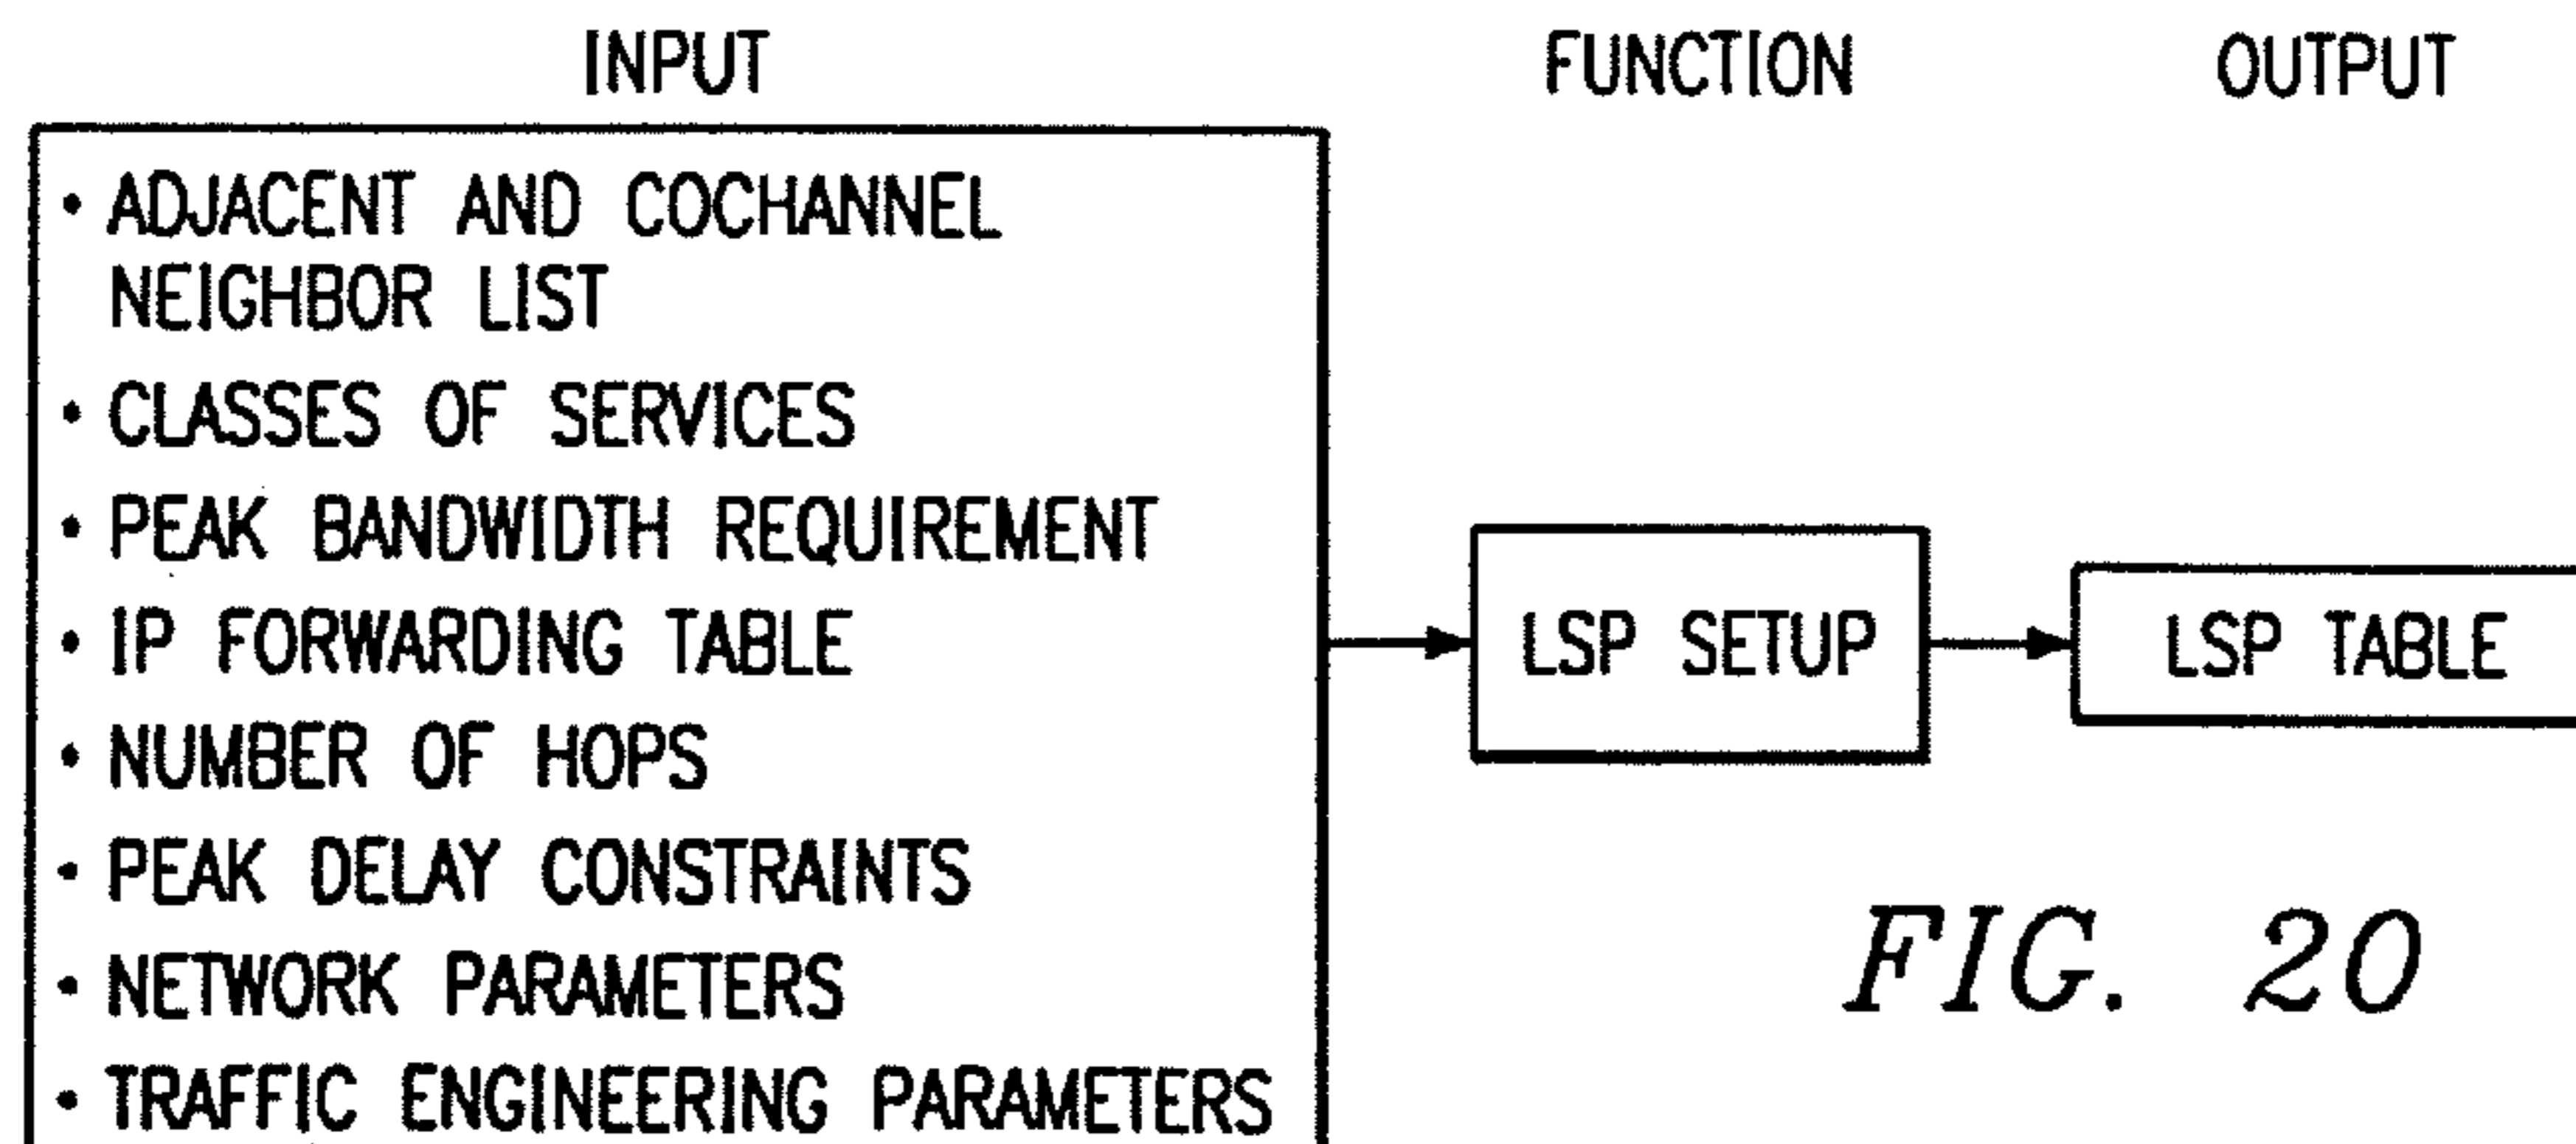 INPUT
FUNCTION
OUTPUT
• ADJACENT AND COCHANNEL
NEIGHBOR LIST
• CLASSES OF SERVICES
• PEAK BANDWIDTH REQUIREMENT
• IP FORWARDING TABLE
• NUMBER OF HOPS
• PEAK DELAY CONSTRAINTS
• NETWORK PARAMETERS
• TRAFFIC ENGINEERING PARAMETERS
LSP SETUP
LSP TABLE
FIG. 20